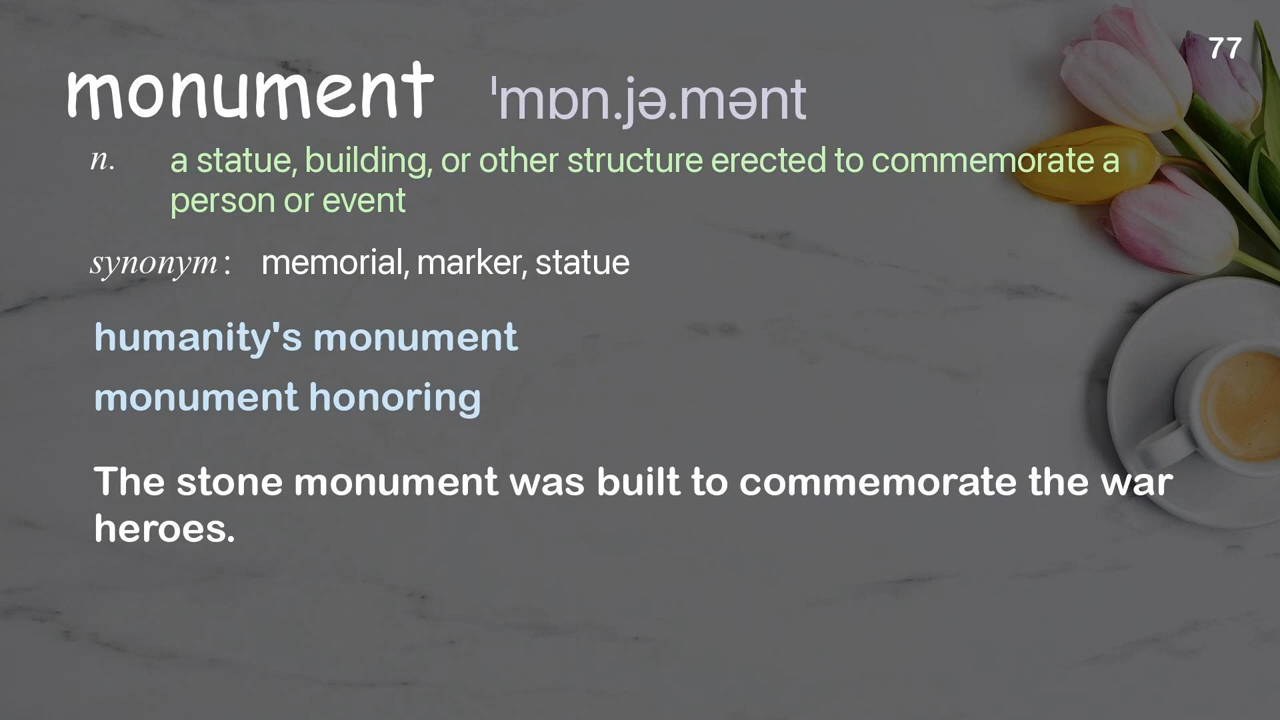 77
monument ˈmɒn.jə.mənt
n. a statue, building, or other structure erected to commemorate a
person or event
synonym : memorial, marker, statue
humanity's monument
monument honoring
The stone monument was built to commemorate the war
heroes.